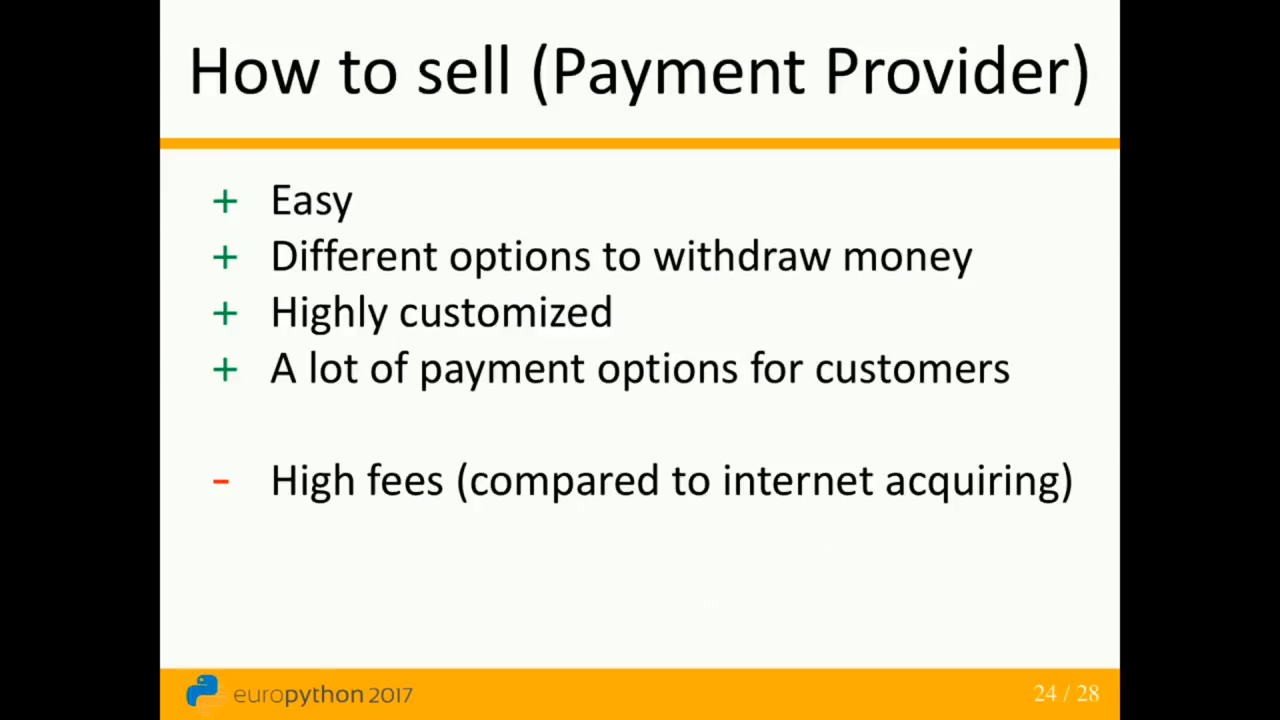 How to sell (Payment Provider)
+ Easy
+ Different options to withdraw money
+ Highly customized
+ A lot of payment options for customers
- High fees (compared to internet acquiring)
europython 2017
24 / 28